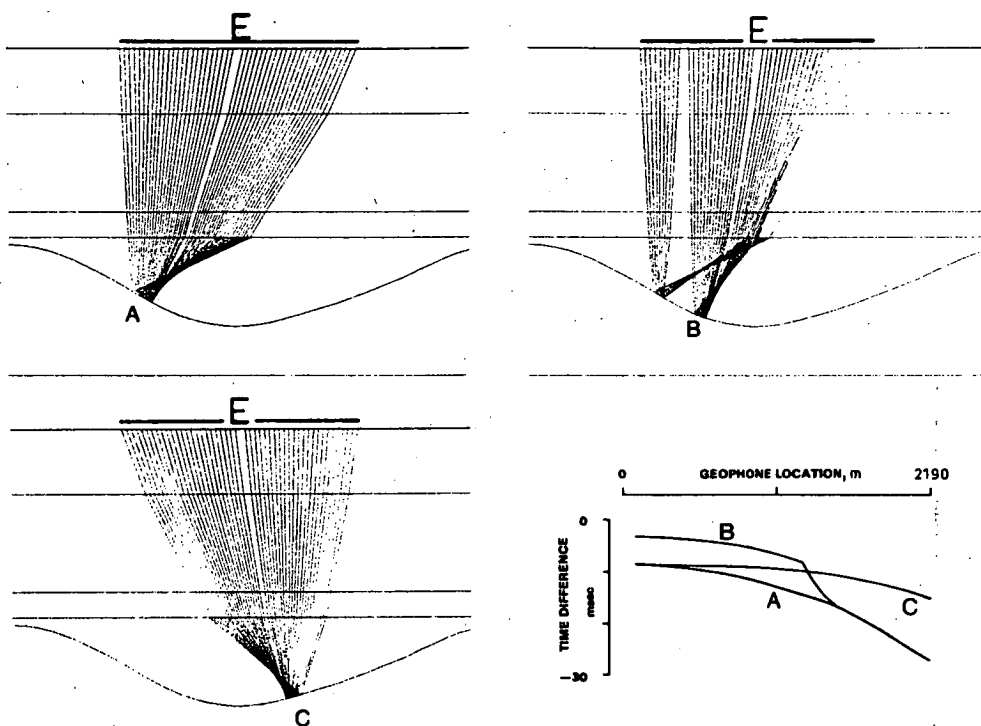 E
E
A
B
E
C
0 GEOPHONE LOCATION, m 2190
0
TIME DIFFERENCE
msec
−30
B
A
C